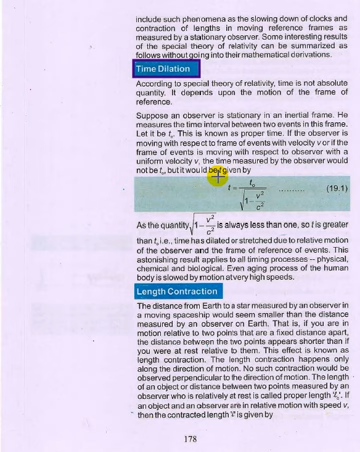 include such phenomena as the slowing down of clocks and
contraction of lengths in moving reference frames as
measured by a stationary observer. Some interesting results
of the special theory of relativity can be summarized as
follows without going into their mathematical derivations.
Time Dilation
According to special theory of relativity, time is not absolute
quantity. It depends upon the motion of the frame of
reference.
Suppose an observer is stationary in an inertial frame. He
measures the time interval between two events in this frame.
Let it be tₒ. This is known as proper time. If the observer is
moving with respect to frame of events with velocity v or if the
frame of events is moving with respect to observer with a
uniform velocity v, the time measured by the observer would
not be tₒ, but it would be t given by
t = tₒ / √(1 − v²/c²) .......... (19.1)
As the quantity √(1 − v²/c²) is always less than one, so t is greater
than tₒ i.e., time has dilated or stretched due to relative motion
of the observer and the frame of reference of events. This
astonishing result applies to all timing processes -- physical,
chemical and biological. Even aging process of the human
body is slowed by motion at very high speeds.
Length Contraction
The distance from Earth to a star measured by an observer in
a moving spaceship would seem smaller than the distance
measured by an observer on Earth. That is, if you are in
motion relative to two points that are a fixed distance apart,
the distance between the two points appears shorter than if
you were at rest relative to them. This effect is known as
length contraction. The length contraction happens only
along the direction of motion. No such contraction would be
observed perpendicular to the direction of motion. The length
of an object or distance between two points measured by an
observer who is relatively at rest is called proper length 'ℓₒ'. If
an object and an observer are in relative motion with speed v,
then the contracted length 'ℓ' is given by
178